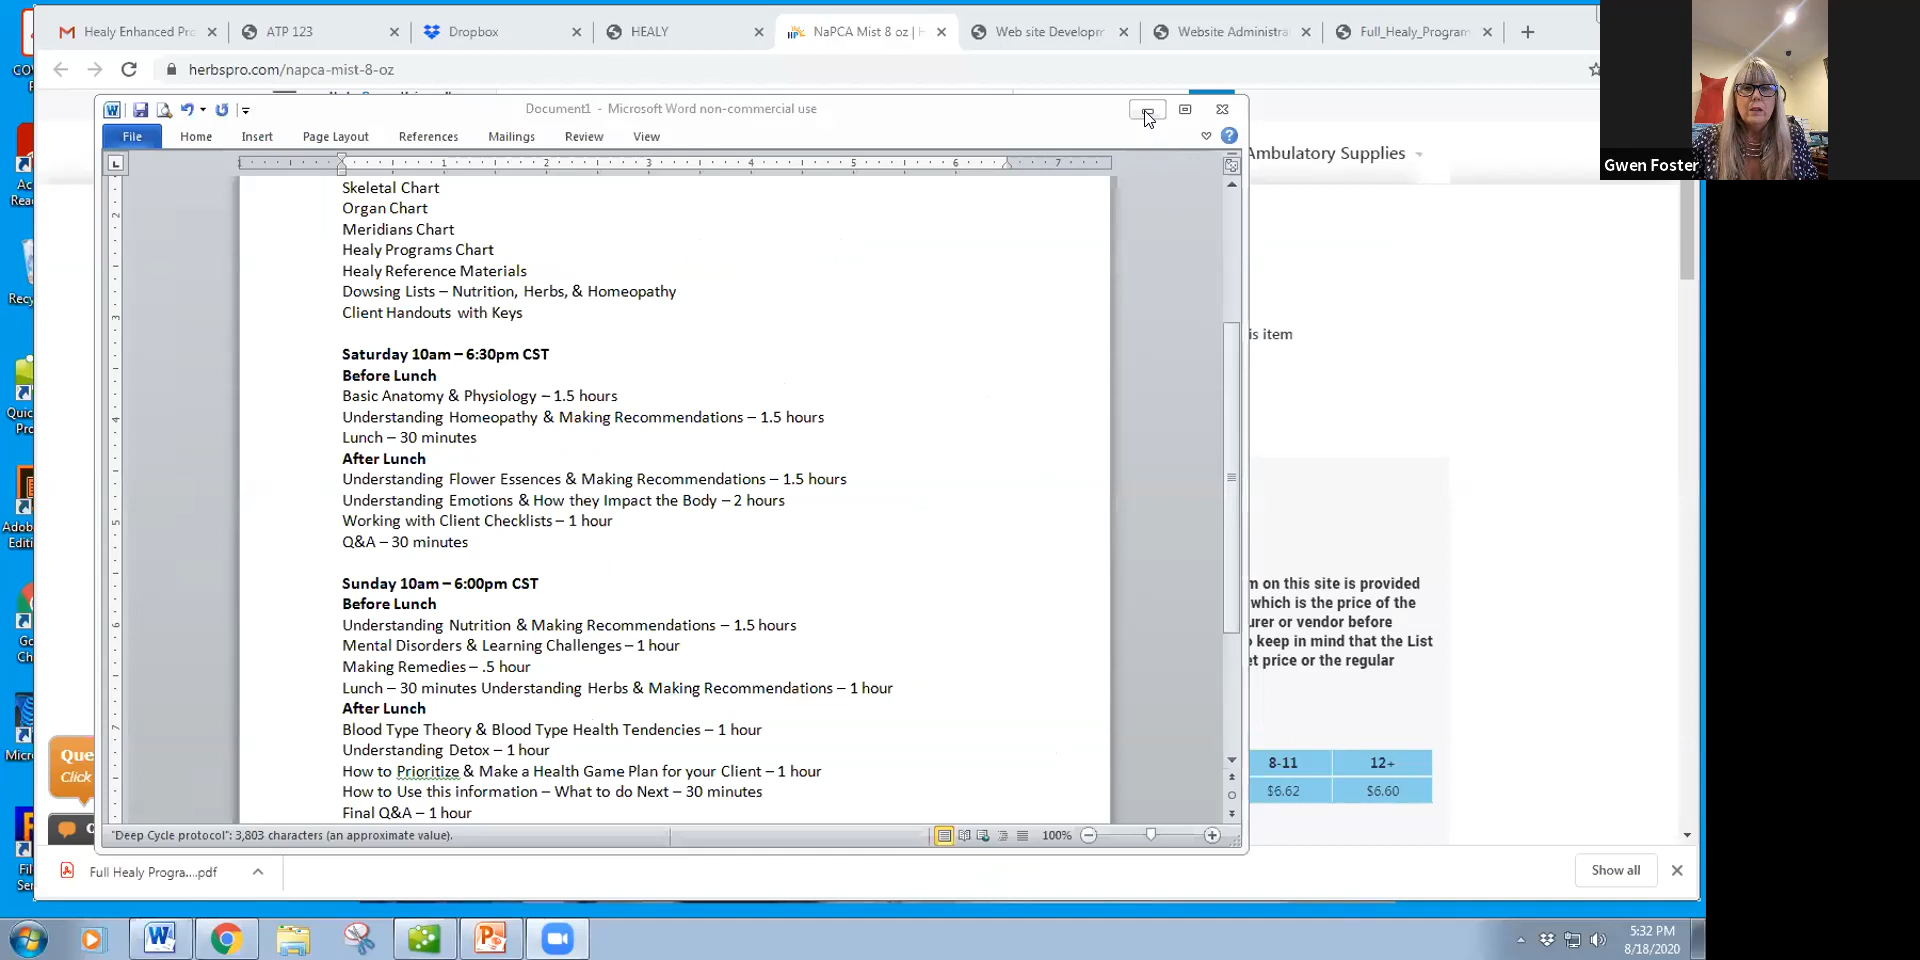 Healy Enhanced Pro
ATP 123
Dropbox
HEALY
NaPCA Mist 8 oz | H
Web site Developm
Website Administra
Full_Healy_Program
herbspro.com/napca-mist-8-oz
Document1 - Microsoft Word non-commercial use
File
Home
Insert
Page Layout
References
Mailings
Review
View
Ambulatory Supplies
Gwen Foster
Skeletal Chart
Organ Chart
Meridians Chart
Healy Programs Chart
Healy Reference Materials
Dowsing Lists – Nutrition, Herbs, & Homeopathy
Client Handouts with Keys
Saturday 10am – 6:30pm CST
Before Lunch
Basic Anatomy & Physiology – 1.5 hours
Understanding Homeopathy & Making Recommendations – 1.5 hours
Lunch – 30 minutes
After Lunch
Understanding Flower Essences & Making Recommendations – 1.5 hours
Understanding Emotions & How they Impact the Body – 2 hours
Working with Client Checklists – 1 hour
Q&A – 30 minutes
Sunday 10am – 6:00pm CST
Before Lunch
Understanding Nutrition & Making Recommendations – 1.5 hours
Mental Disorders & Learning Challenges – 1 hour
Making Remedies – .5 hour
Lunch – 30 minutes Understanding Herbs & Making Recommendations – 1 hour
After Lunch
Blood Type Theory & Blood Type Health Tendencies – 1 hour
Understanding Detox – 1 hour
How to Prioritize & Make a Health Game Plan for your Client – 1 hour
How to Use this information – What to do Next – 30 minutes
Final Q&A – 1 hour
is item
m on this site is provided
which is the price of the
urer or vendor before
o keep in mind that the List
et price or the regular
8-11
12+
$6.62
$6.60
Que
Click
"Deep Cycle protocol": 3,803 characters (an approximate value).
100%
Full Healy Progra....pdf
Show all
5:32 PM
8/18/2020